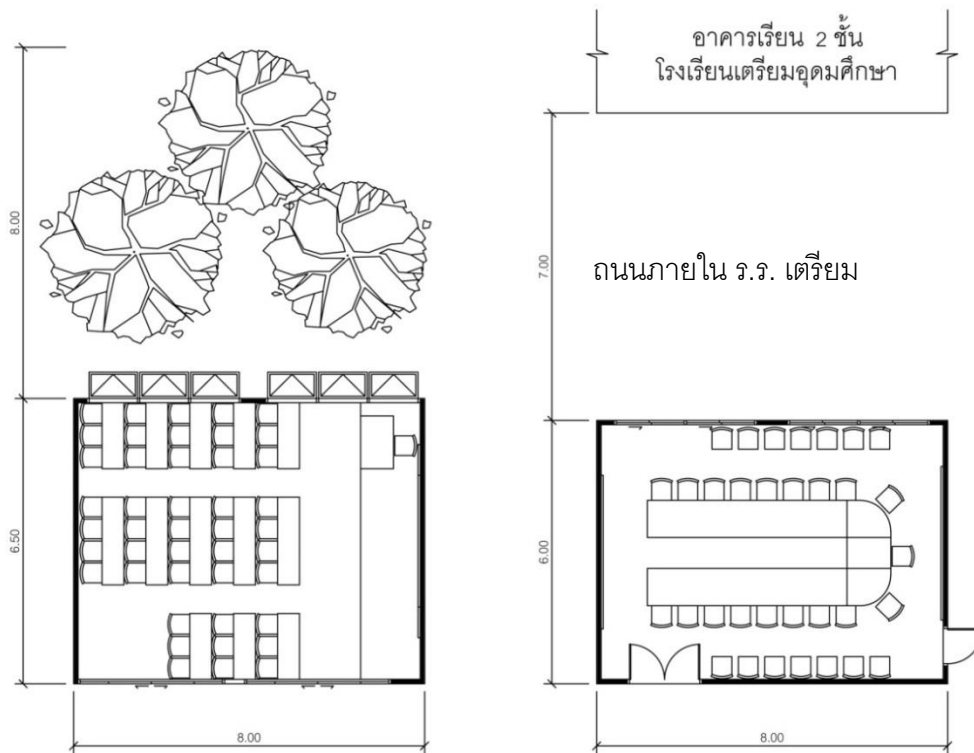 8.00
6.50
8.00
อาคารเรียน 2 ชั้น
โรงเรียนเตรียมอุดมศึกษา
7.00
ถนนภายใน ร.ร. เตรียม
6.00
8.00